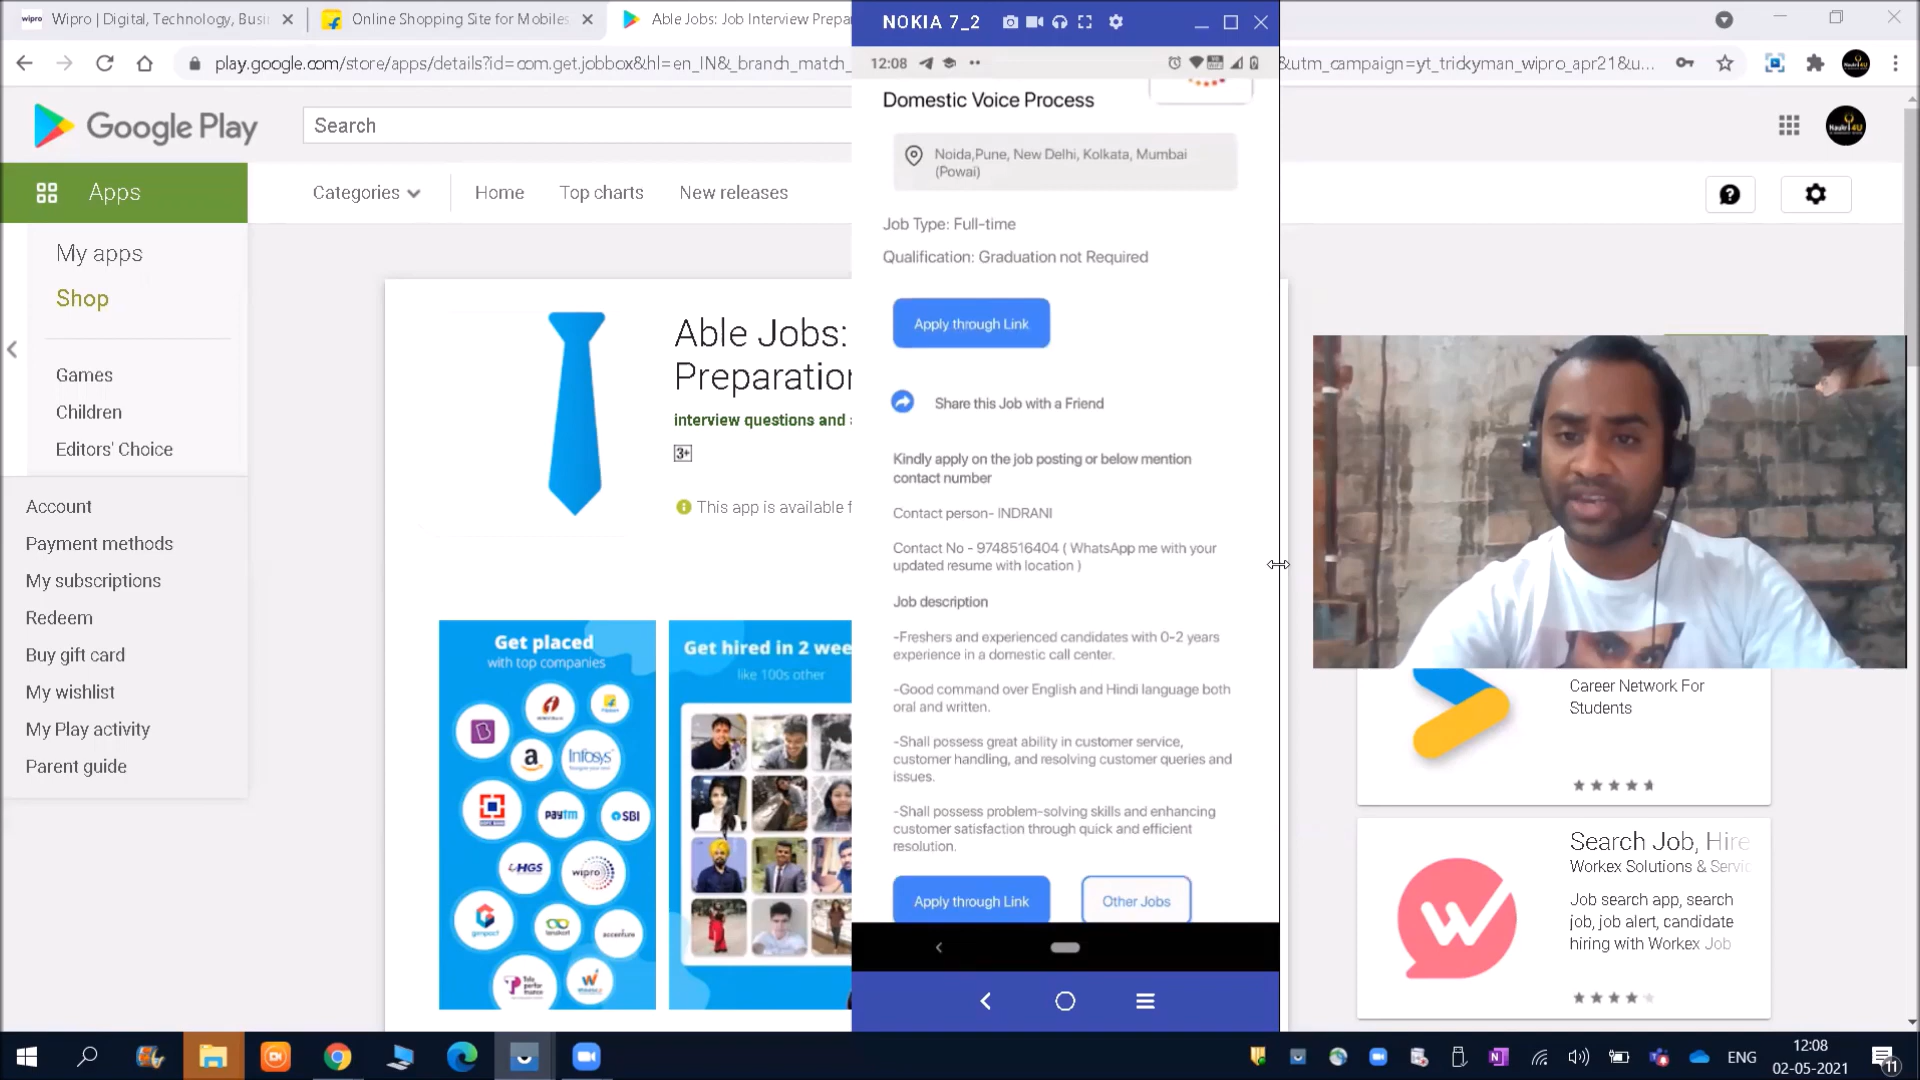 wipro Wipro | Digital, Technology, Busi
Online Shopping Site for Mobiles
Able Jobs: Job Interview Prepa
NOKIA 7_2
play.google.com/store/apps/details?id=com.get.jobbox&hl=en_IN&_branch_match_
&utm_campaign=yt_trickyman_wipro_apr21&u...
12:08
Google Play
Search
Naukri4U
Apps
Categories
Home
Top charts
New releases
My apps
Shop
Games
Children
Editors' Choice
Account
Payment methods
My subscriptions
Redeem
Buy gift card
My wishlist
My Play activity
Parent guide
Able Jobs:
Preparation
interview questions and
3+
This app is available f
Get placed
with top companies
Infosys
paytm
SBI
HGS
wipro
genpact
lenskart
accenture
Get hired in 2 wee
like 100s other
Domestic Voice Process
Noida,Pune, New Delhi, Kolkata, Mumbai
(Powai)
Job Type: Full-time
Qualification: Graduation not Required
Apply through Link
Share this Job with a Friend
Kindly apply on the job posting or below mention
contact number
Contact person- INDRANI
Contact No - 9748516404 ( WhatsApp me with your
updated resume with location )
Job description
-Freshers and experienced candidates with 0-2 years
experience in a domestic call center.
-Good command over English and Hindi language both
oral and written.
-Shall possess great ability in customer service,
customer handling, and resolving customer queries and
issues.
-Shall possess problem-solving skills and enhancing
customer satisfaction through quick and efficient
resolution.
Apply through Link
Other Jobs
Career Network For
Students
Search Job, Hire
Workex Solutions & Servic
Job search app, search
job, job alert, candidate
hiring with Workex Job
ENG
12:08
02-05-2021
11